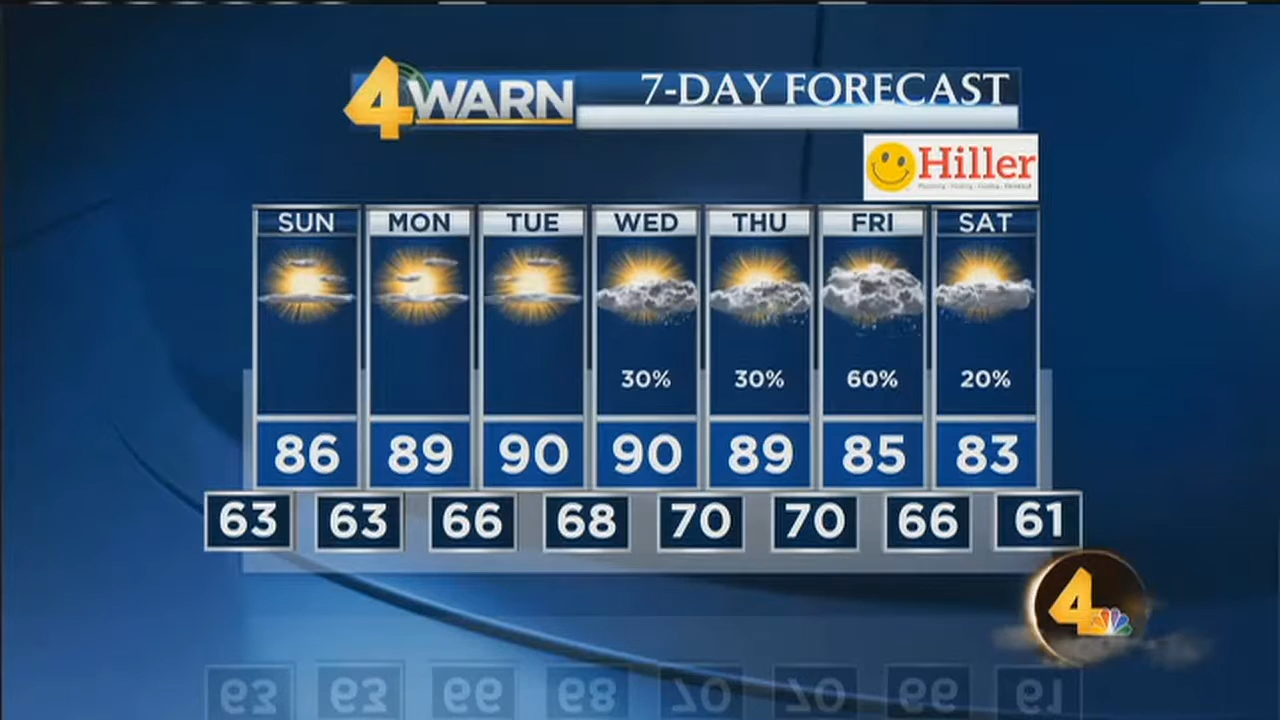 4WARN 7-DAY FORECAST
Hiller
SUN MON TUE WED THU FRI SAT
30% 30% 60% 20%
86 89 90 90 89 85 83
63 63 66 68 70 70 66 61
4